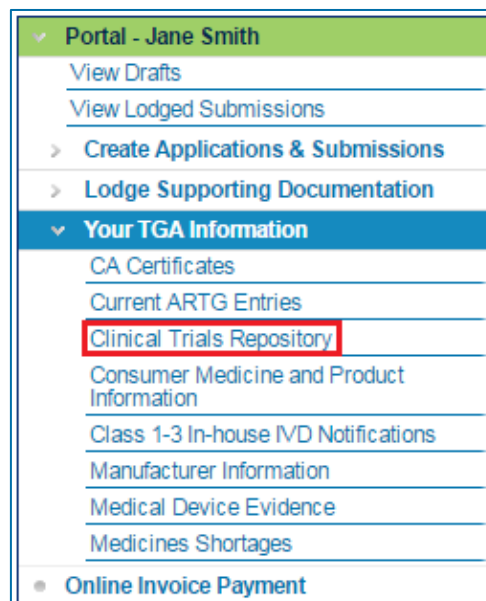 Portal - Jane Smith
View Drafts
View Lodged Submissions
Create Applications & Submissions
Lodge Supporting Documentation
Your TGA Information
CA Certificates
Current ARTG Entries
Clinical Trials Repository
Consumer Medicine and Product
Information
Class 1-3 In-house IVD Notifications
Manufacturer Information
Medical Device Evidence
Medicines Shortages
Online Invoice Payment